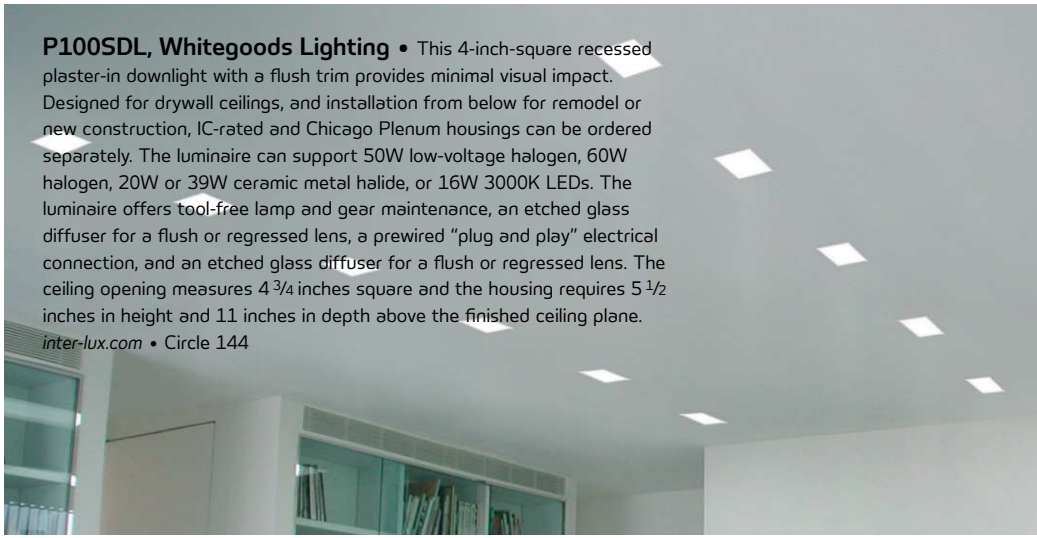 P100SDL, Whitegoods Lighting • This 4-inch-square recessed
plaster-in downlight with a flush trim provides minimal visual impact.
Designed for drywall ceilings, and installation from below for remodel or
new construction, IC-rated and Chicago Plenum housings can be ordered
separately. The luminaire can support 50W low-voltage halogen, 60W
halogen, 20W or 39W ceramic metal halide, or 16W 3000K LEDs. The
luminaire offers tool-free lamp and gear maintenance, an etched glass
diffuser for a flush or regressed lens, a prewired “plug and play” electrical
connection, and an etched glass diffuser for a flush or regressed lens. The
ceiling opening measures 4 3/4 inches square and the housing requires 5 1/2
inches in height and 11 inches in depth above the finished ceiling plane.
inter-lux.com • Circle 144